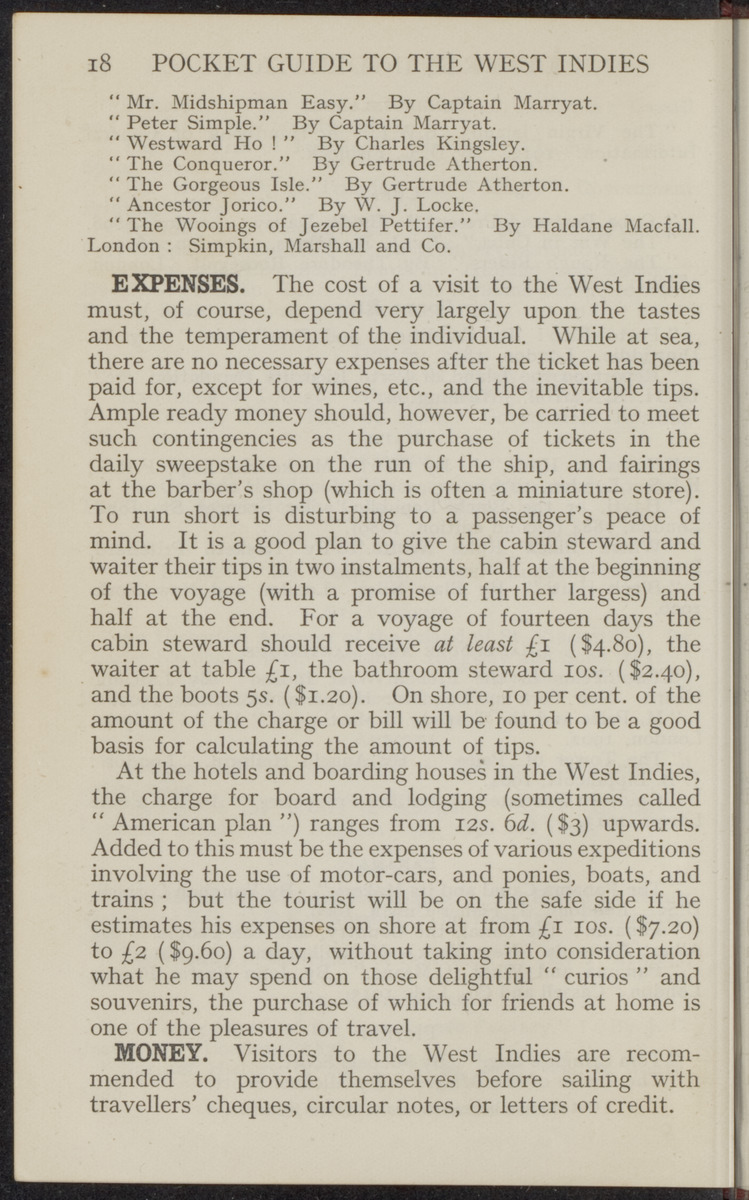 18 POCKET GUIDE TO THE WEST INDIES
" Mr. Midshipman Easy." By Captain Marryat.
" Peter Simple." By Captain Marryat.
" Westward Ho ! " By Charles Kingsley.
" The Conqueror." By Gertrude Atherton.
" The Gorgeous Isle." By Gertrude Atherton.
" Ancestor Jorico." By W. J. Locke.
" The Wooings of Jezebel Pettifer." By Haldane Macfall.
London : Simpkin, Marshall and Co.
EXPENSES. The cost of a visit to the West Indies
must, of course, depend very largely upon the tastes
and the temperament of the individual. While at sea,
there are no necessary expenses after the ticket has been
paid for, except for wines, etc., and the inevitable tips.
Ample ready money should, however, be carried to meet
such contingencies as the purchase of tickets in the
daily sweepstake on the run of the ship, and fairings
at the barber's shop (which is often a miniature store).
To run short is disturbing to a passenger's peace of
mind. It is a good plan to give the cabin steward and
waiter their tips in two instalments, half at the beginning
of the voyage (with a promise of further largess) and
half at the end. For a voyage of fourteen days the
cabin steward should receive at least £1 ($4.80), the
waiter at table £1, the bathroom steward 10s. ($2.40),
and the boots 5s. ($1.20). On shore, 10 per cent. of the
amount of the charge or bill will be found to be a good
basis for calculating the amount of tips.
At the hotels and boarding houses in the West Indies,
the charge for board and lodging (sometimes called
" American plan ") ranges from 12s. 6d. ($3) upwards.
Added to this must be the expenses of various expeditions
involving the use of motor-cars, and ponies, boats, and
trains ; but the tourist will be on the safe side if he
estimates his expenses on shore at from £1 10s. ($7.20)
to £2 ($9.60) a day, without taking into consideration
what he may spend on those delightful " curios " and
souvenirs, the purchase of which for friends at home is
one of the pleasures of travel.
MONEY. Visitors to the West Indies are recom-
mended to provide themselves before sailing with
travellers' cheques, circular notes, or letters of credit.